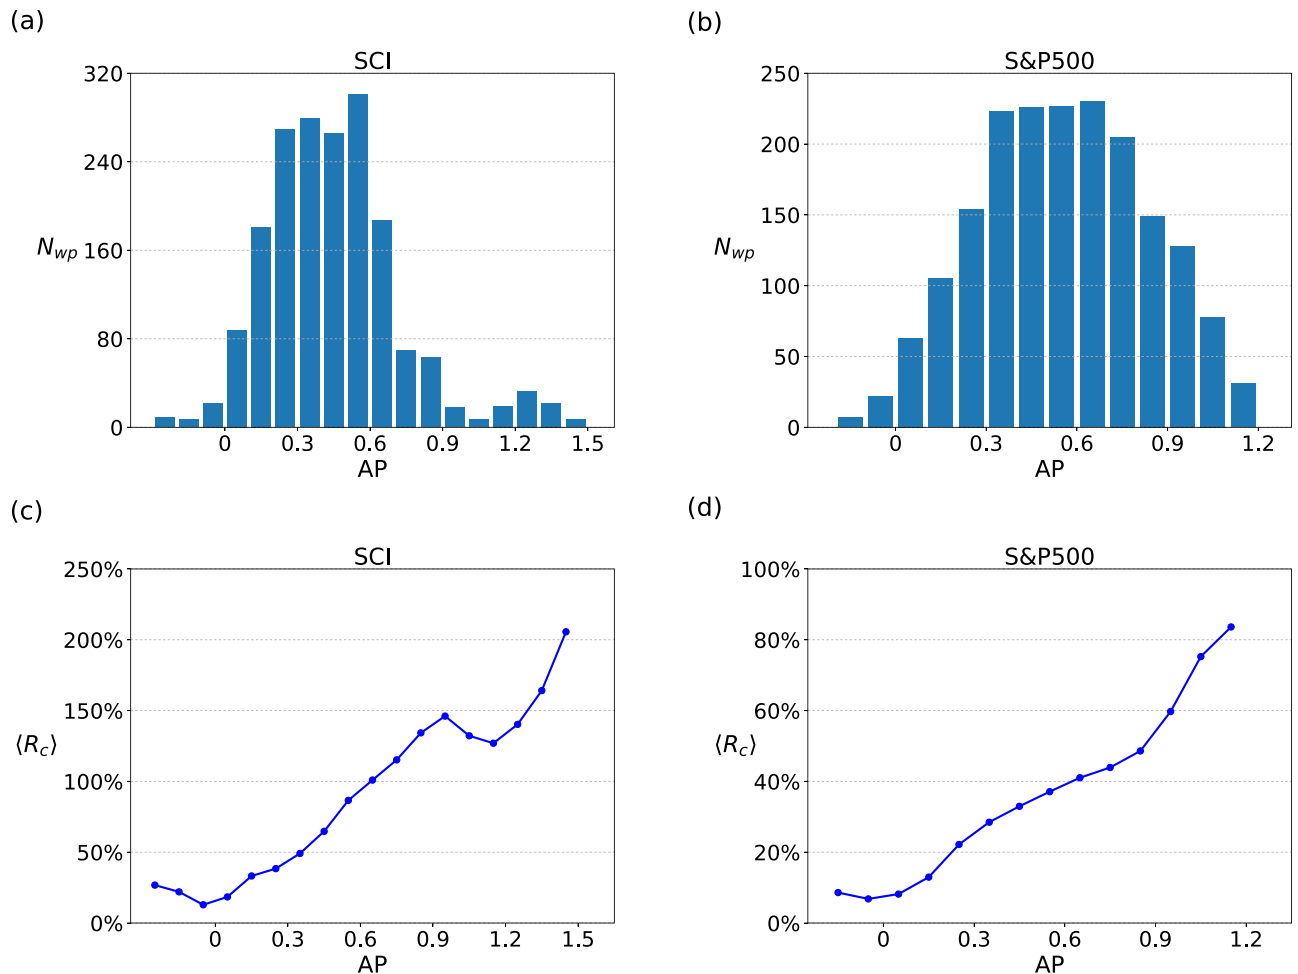 (a)
(b)
SCI
S&P500
320
240
160
80
0
N_wp
0 0.3 0.6 0.9 1.2 1.5
AP
250
200
150
100
50
0
N_wp
0 0.3 0.6 0.9 1.2
AP
(c)
(d)
SCI
S&P500
250%
200%
150%
100%
50%
0%
⟨R_c⟩
0 0.3 0.6 0.9 1.2 1.5
AP
100%
80%
60%
40%
20%
0%
⟨R_c⟩
0 0.3 0.6 0.9 1.2
AP